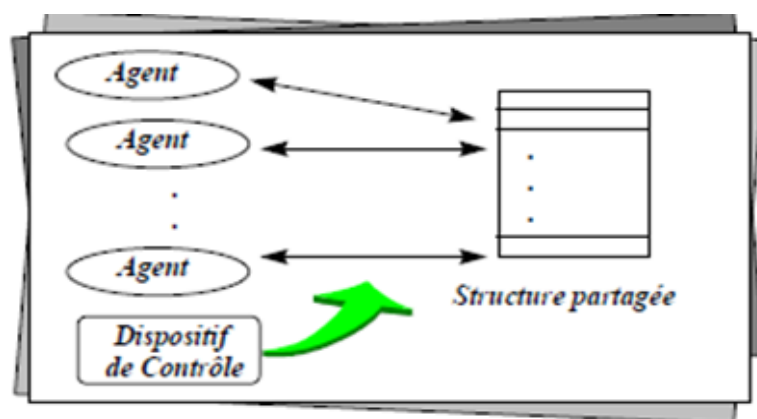 Agent
Agent
Agent
Structure partagée
Dispositif
de Contrôle